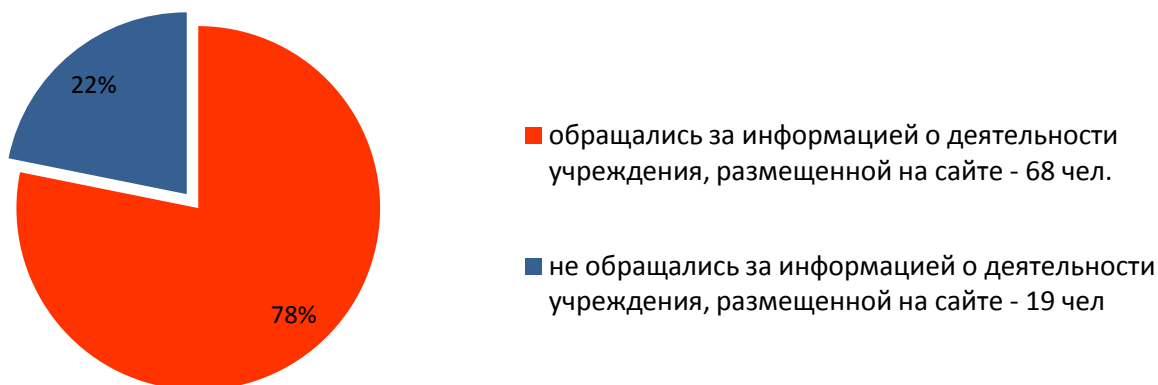 22%
78%
обращались за информацией о деятельности
учреждения, размещенной на сайте - 68 чел.
не обращались за информацией о деятельности
учреждения, размещенной на сайте - 19 чел